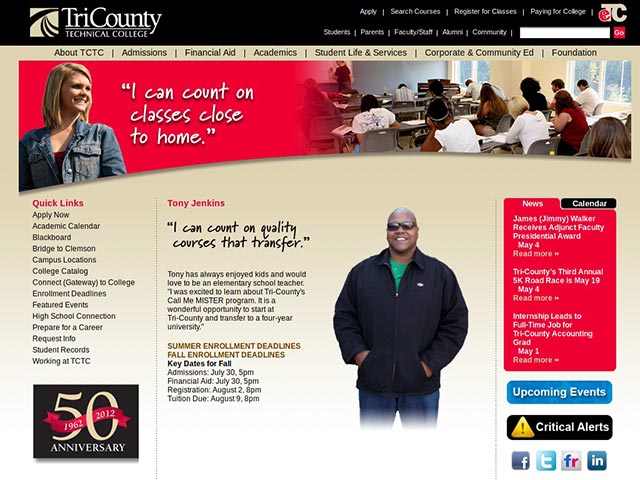 TriCounty
TECHNICAL COLLEGE
Apply | Search Courses | Register for Classes | Paying for College |
TC
Students | Parents | Faculty/Staff | Alumni | Community |
Go
About TCTC | Admissions | Financial Aid | Academics | Student Life & Services | Corporate & Community Ed | Foundation
“I can count on
classes close
to home.”
Quick Links
Apply Now
Academic Calendar
Blackboard
Bridge to Clemson
Campus Locations
College Catalog
Connect (Gateway) to College
Enrollment Deadlines
Featured Events
High School Connection
Prepare for a Career
Request Info
Student Records
Working at TCTC
50
1962 2012
ANNIVERSARY
Tony Jenkins
“I can count on quality
courses that transfer.”
Tony has always enjoyed kids and would
love to be an elementary school teacher.
"I was excited to learn about Tri-County's
Call Me MISTER program. It is a
wonderful opportunity to start at
Tri-County and transfer to a four-year
university."
SUMMER ENROLLMENT DEADLINES
FALL ENROLLMENT DEADLINES
Key Dates for Fall
Admissions: July 30, 5pm
Financial Aid: July 30, 5pm
Registration: August 2, 8pm
Tuition Due: August 9, 8pm
News
Calendar
James (Jimmy) Walker
Receives Adjunct Faculty
Presidential Award
May 4
Read more »
Tri-County's Third Annual
5K Road Race is May 19
May 4
Read more »
Internship Leads to
Full-Time Job for
Tri-County Accounting
Grad
May 1
Read more »
Upcoming Events
Critical Alerts
f
t
fr
in